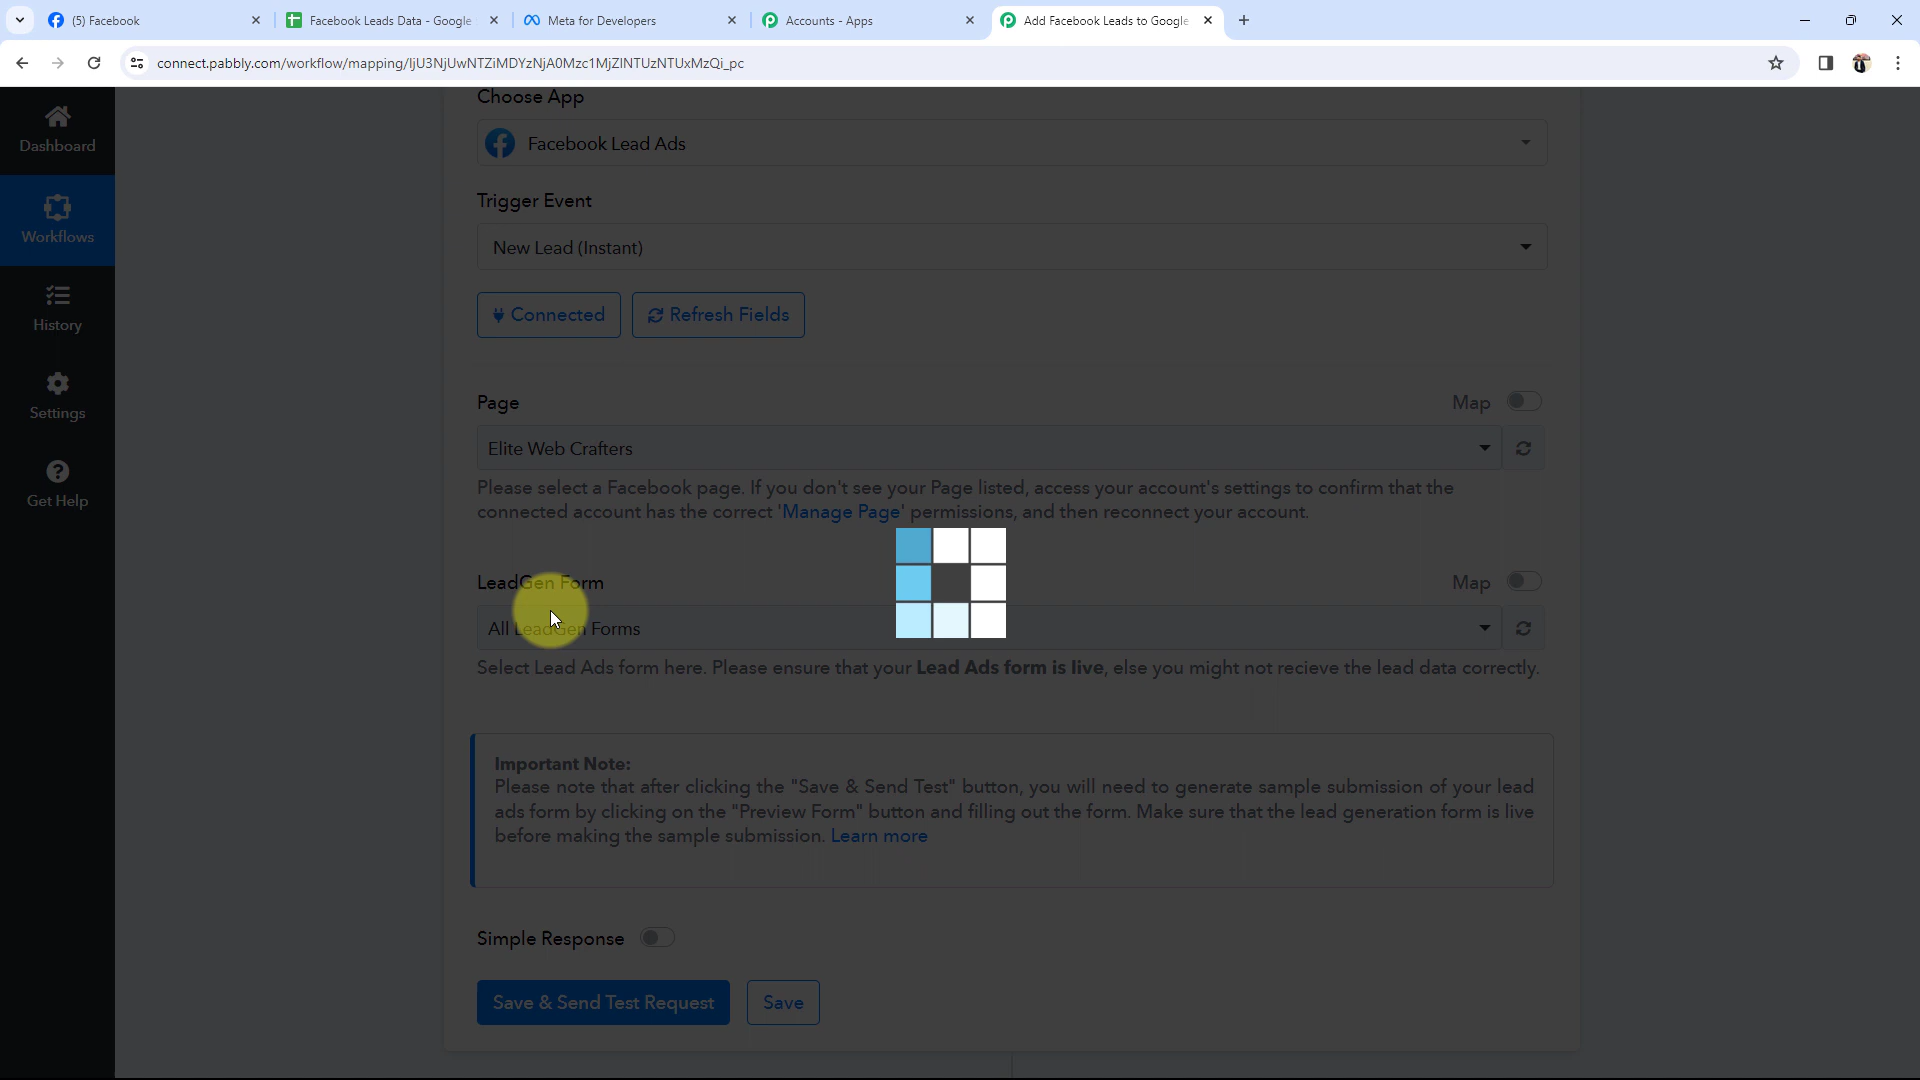 (5) Facebook
Facebook Leads Data - Google
Meta for Developers
Accounts - Apps
Add Facebook Leads to Google
connect.pabbly.com/workflow/mapping/IjU3NjUwNTZiMDYzNjA0Mzc1MjZlNTUzNTUxMzQi_pc
Dashboard
Workflows
History
Settings
Get Help
Choose App
Facebook Lead Ads
Trigger Event
New Lead (Instant)
Connected
Refresh Fields
Page
Map
Elite Web Crafters
Please select a Facebook page. If you don't see your Page listed, access your account's settings to confirm that the
connected account has the correct 'Manage Page' permissions, and then reconnect your account.
LeadGen Form
Map
All LeadGen Forms
Select Lead Ads form here. Please ensure that your Lead Ads form is live, else you might not recieve the lead data correctly.
Important Note:
Please note that after clicking the "Save & Send Test" button, you will need to generate sample submission of your lead
ads form by clicking on the "Preview Form" button and filling out the form. Make sure that the lead generation form is live
before making the sample submission. Learn more
Simple Response
Save & Send Test Request
Save